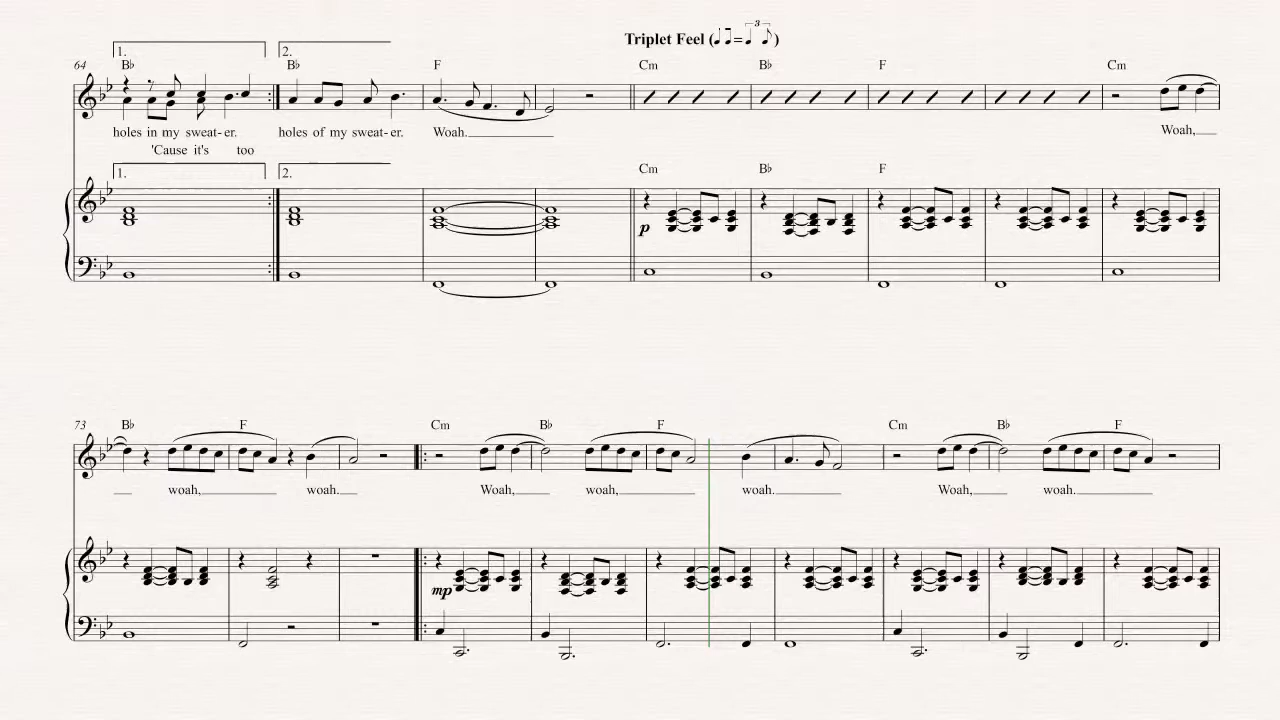 Triplet Feel (♩♫=♩♪)
3
1. 2.
64 B♭ B♭ F Cm B♭ F Cm
holes in my sweat-er. holes of my sweat-er. Woah. Woah,
'Cause it's too
1. 2. Cm B♭ F
p
73 B♭ F Cm B♭ F Cm B♭ F
woah, woah. Woah, woah, woah. Woah, woah.
mp